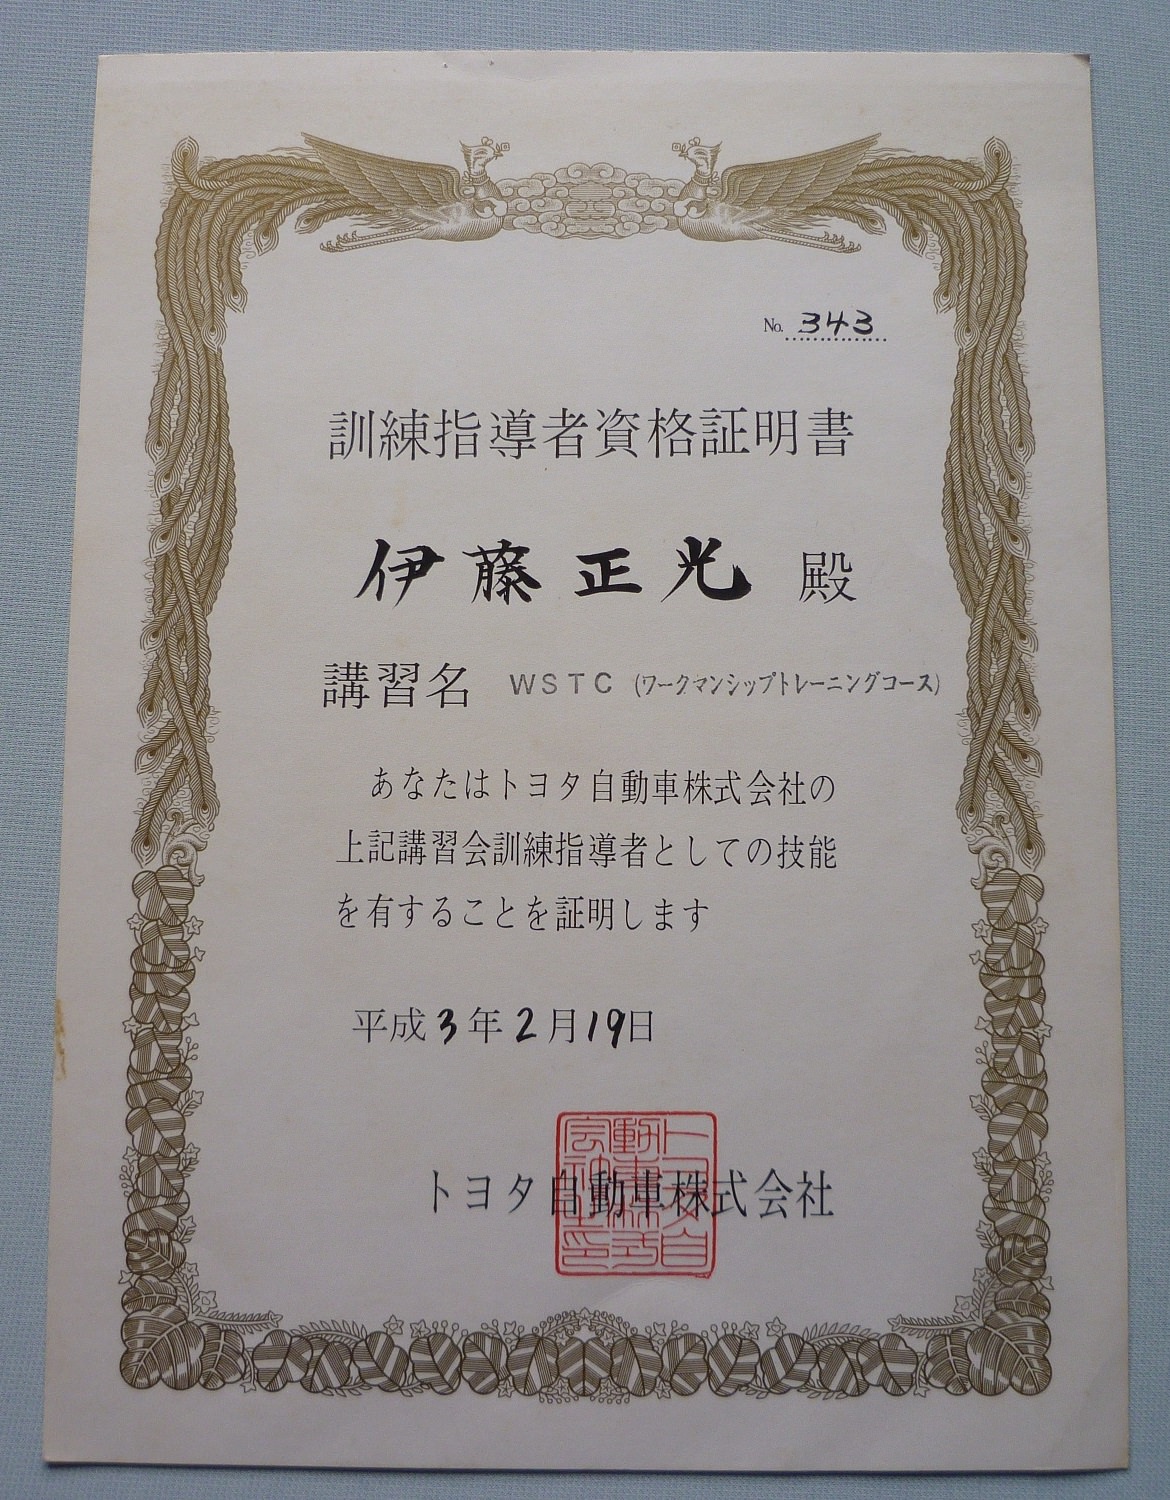 No. 343
訓練指導者資格証明書
伊藤正光 殿
講習名 WSTC (ワークマンシップトレーニングコース)
あなたはトヨタ自動車株式会社の
上記講習会訓練指導者としての技能
を有することを証明します
平成3年2月19日
トヨタ自動車株式会社